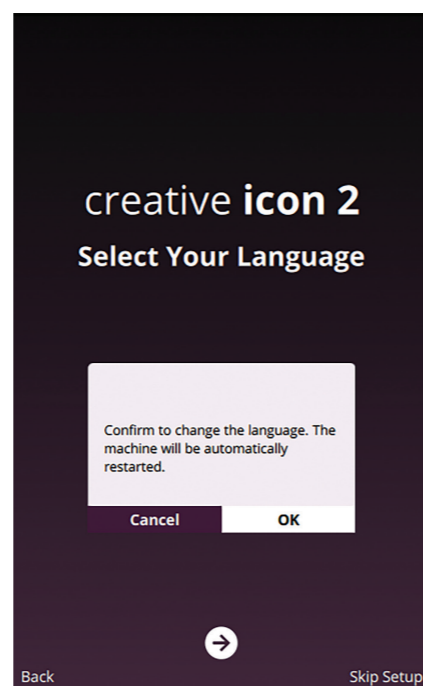 creative icon 2
Select Your Language
Confirm to change the language. The
machine will be automatically
restarted.
Cancel OK
Back Skip Setup